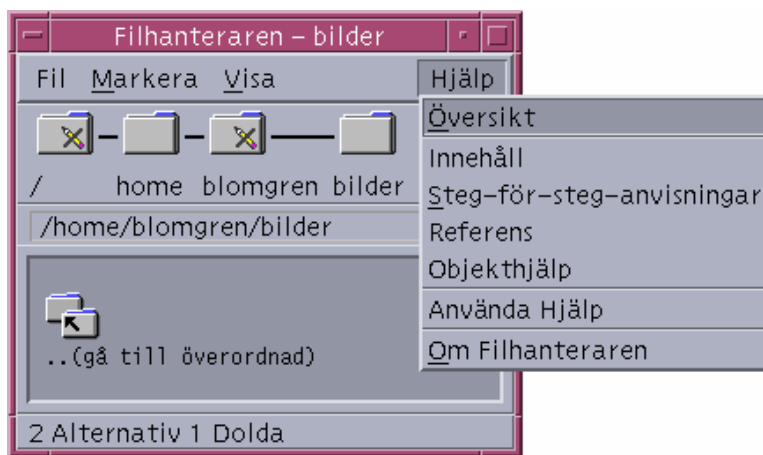 Filhanteraren – bilder
Fil Markera Visa Hjälp
/ home blomgren bilder
/home/blomgren/bilder
..(gå till överordnad)
2 Alternativ 1 Dolda
Översikt
Innehåll
Steg–för–steg–anvisningar
Referens
Objekthjälp
Använda Hjälp
Om Filhanteraren